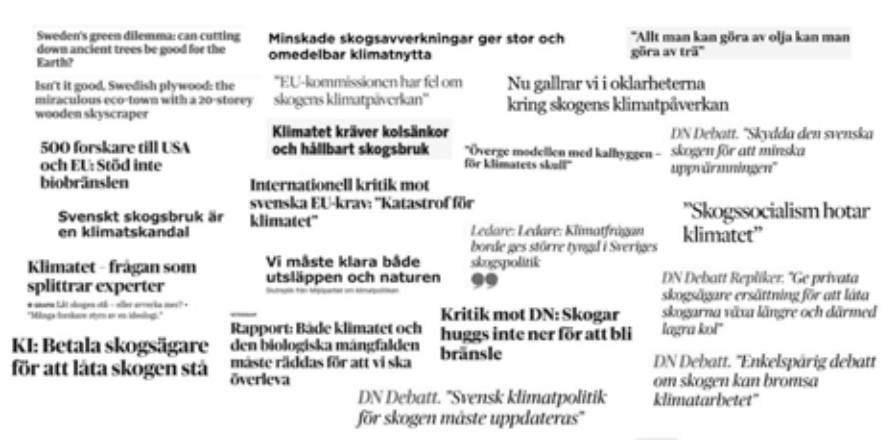 Sweden's green dilemma: can cutting
down ancient trees be good for the
Earth?
Minskade skogsavverkningar ger stor och
omedelbar klimatnytta
"Allt man kan göra av olja kan man
göra av trä"
Isn't it good, Swedish plywood: the
miraculous eco-town with a 20-storey
wooden skyscraper
"EU-kommissionen har fel om
skogens klimatpåverkan"
Nu gallrar vi i oklarheterna
kring skogens klimatpåverkan
500 forskare till USA
och EU: Stöd inte
biobränslen
Klimatet kräver kolsänkor
och hållbart skogsbruk
"Överge modellen med kalhyggen –
för klimatets skull"
DN Debatt. "Skydda den svenska
skogen för att minska
uppvärmningen"
Internationell kritik mot
svenska EU-krav: "Katastrof för
klimatet"
Svenskt skogsbruk är
en klimatskandal
"Skogssocialism hotar
klimatet"
Ledare: Ledare: Klimatfrågan
borde ges större tyngd i Sveriges
skogspolitik
Klimatet – frågan som
splittrar experter
Låt skogen stå – eller avverka mer? •
"Många forskare styrs av en ideologi."
Vi måste klara både
utsläppen och naturen
DN Debatt Repliker. "Ge privata
skogsägare ersättning för att låta
skogarna växa längre och därmed
lagra kol"
KI: Betala skogsägare
för att låta skogen stå
Rapport: Både klimatet och
den biologiska mångfalden
måste räddas för att vi ska
överleva
Kritik mot DN: Skogar
huggs inte ner för att bli
bränsle
DN Debatt. "Enkelspårig debatt
om skogen kan bromsa
klimatarbetet"
DN Debatt. "Svensk klimatpolitik
för skogen måste uppdateras"